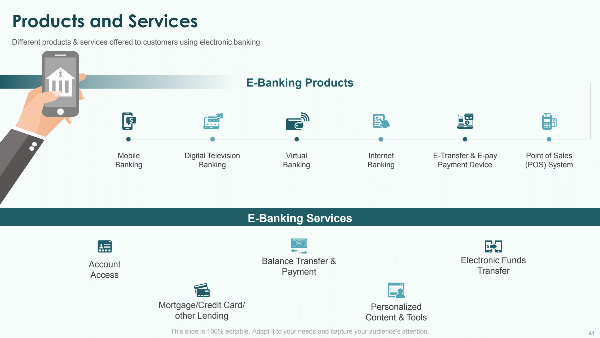 Products and Services
Different products & services offered to customers using electronic banking
E-Banking Products
Mobile
Banking
Digital Television
Banking
Virtual
Banking
Internet
Banking
E-Transfer & E-pay
Payment Device
Point of Sales
(POS) System
E-Banking Services
Account
Access
Balance Transfer &
Payment
Electronic Funds
Transfer
Mortgage/Credit Card/
other Lending
Personalized
Content & Tools
This slide is 100% editable. Adapt it to your needs and capture your audience's attention.